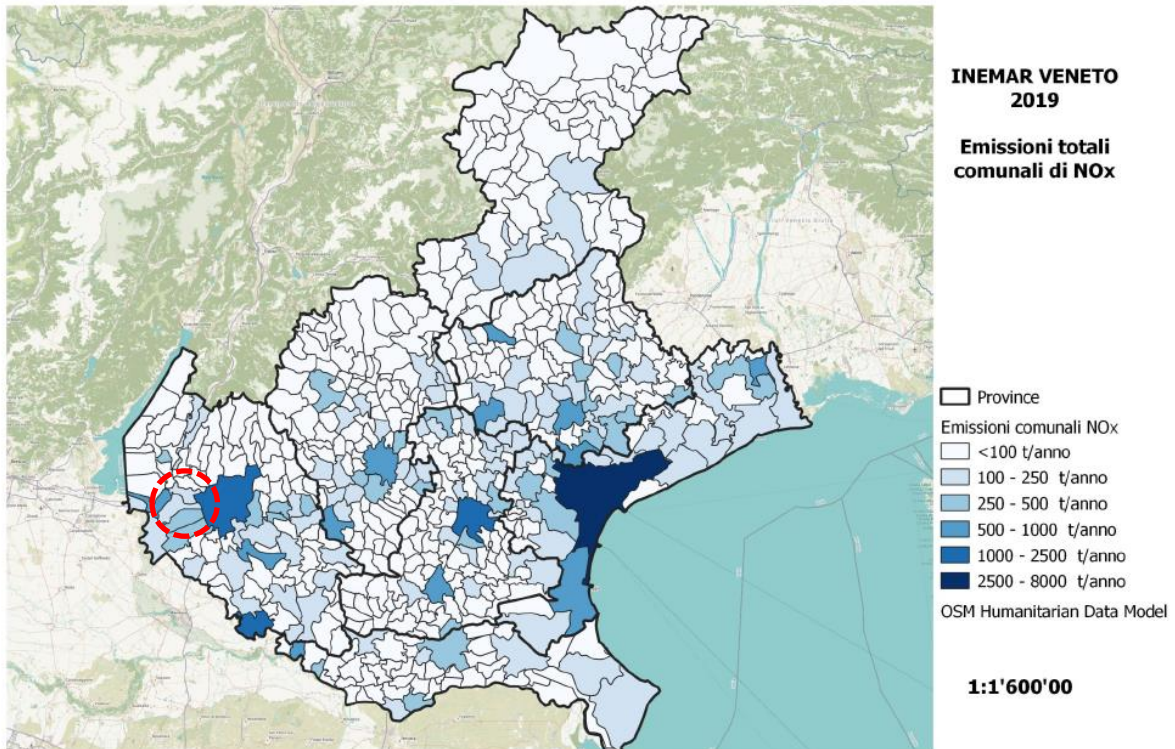 INEMAR VENETO
2019
Emissioni totali
comunali di NOx
Province
Emissioni comunali NOx
<100 t/anno
100 - 250 t/anno
250 - 500 t/anno
500 - 1000 t/anno
1000 - 2500 t/anno
2500 - 8000 t/anno
OSM Humanitarian Data Model
1:1'600'00